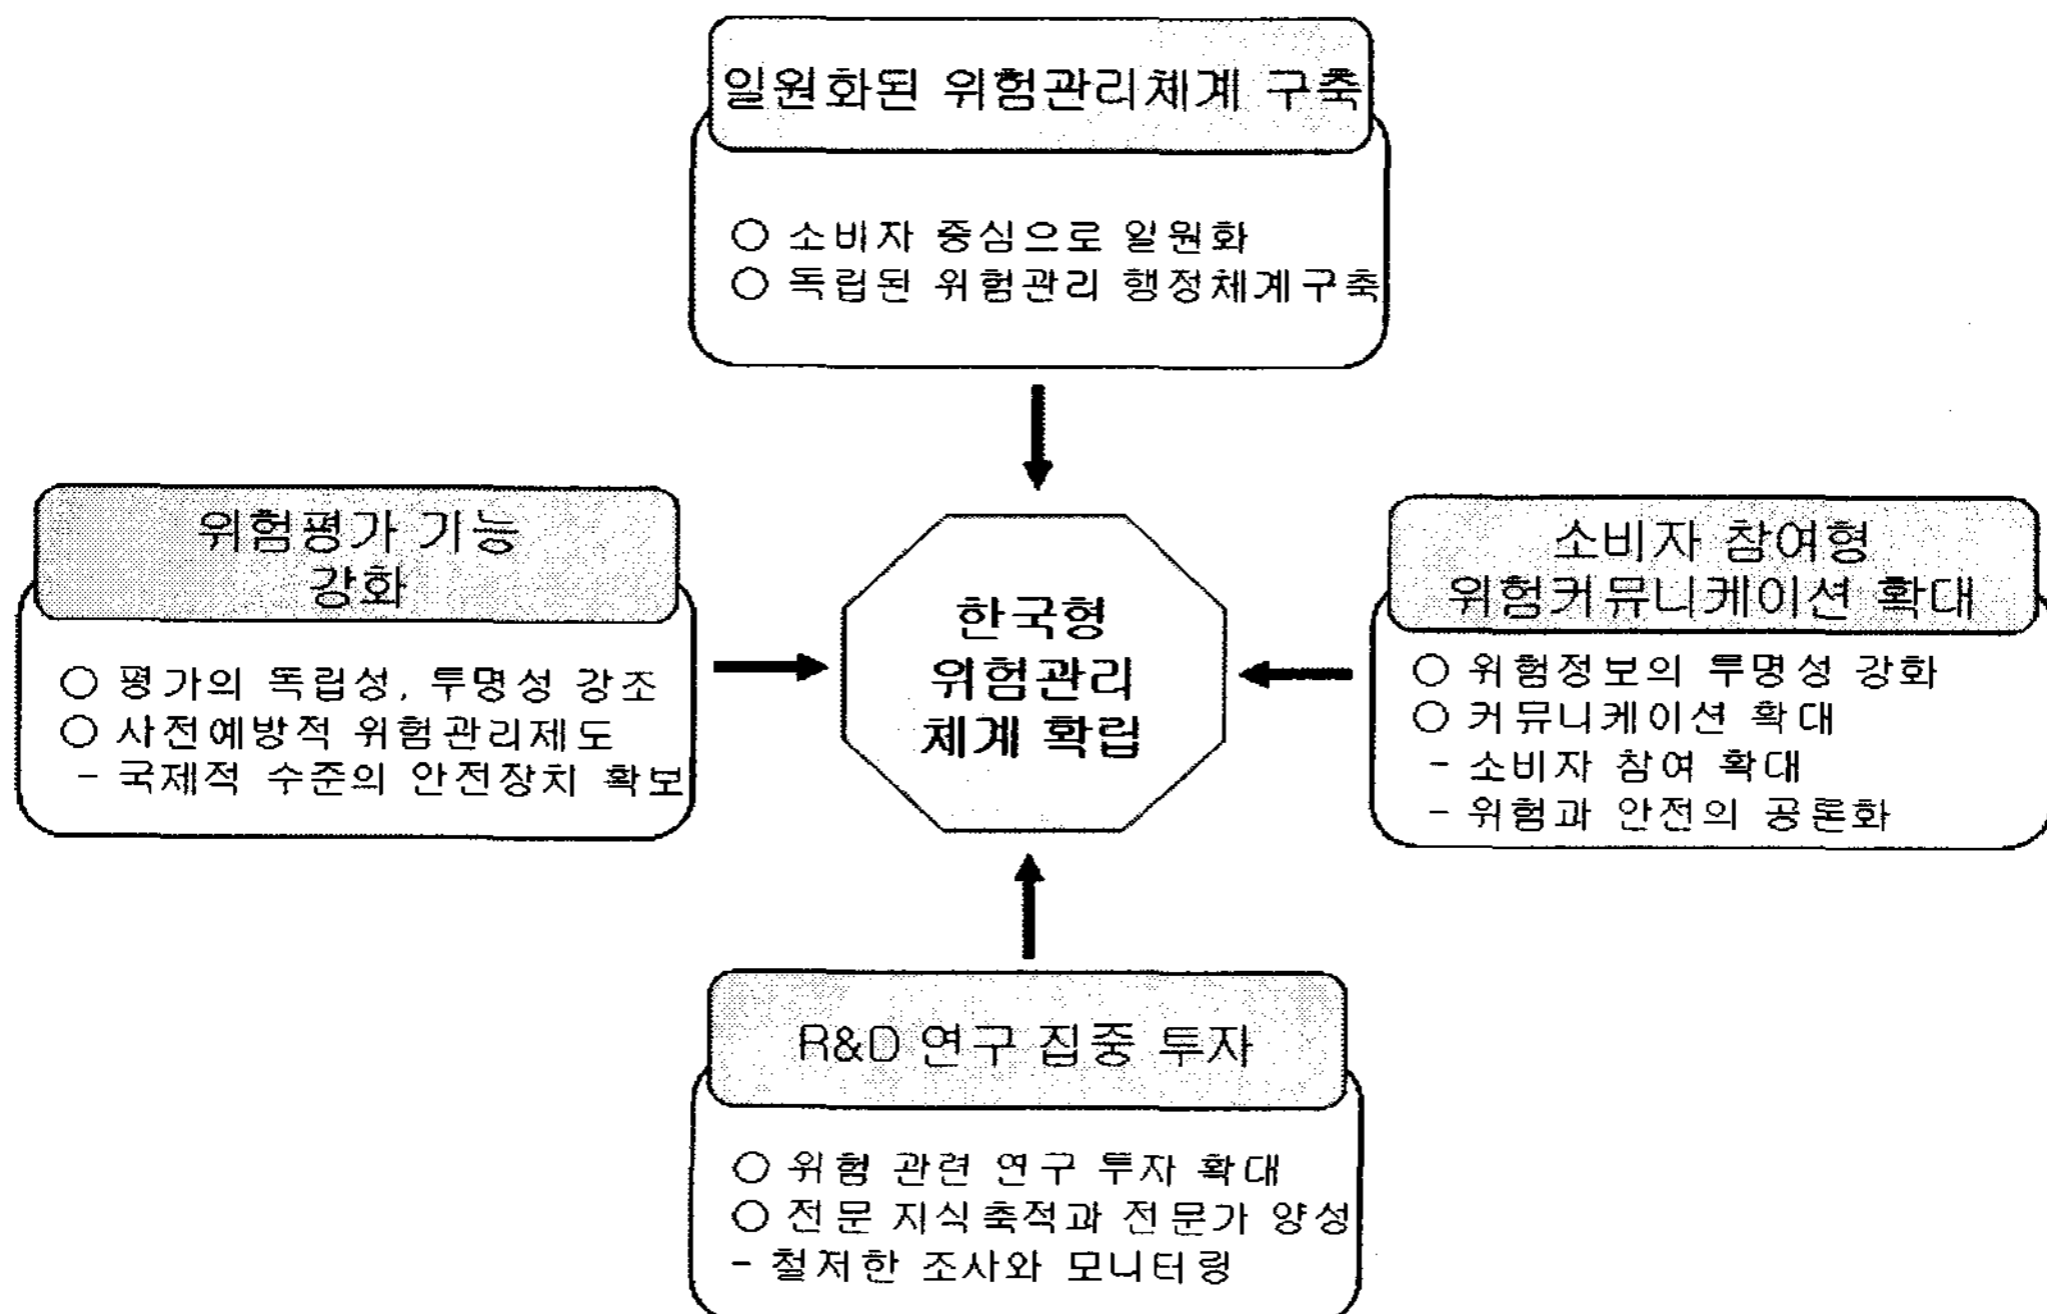 일원화된 위험관리체계 구축
○ 소비자 중심으로 일원화
○ 독립된 위험관리 행정체계구축
위험평가 기능
강화
○ 평가의 독립성, 투명성 강조
○ 사전예방적 위험관리제도
- 국제적 수준의 안전장치 확보
한국형
위험관리
체계 확립
소비자 참여형
위험커뮤니케이션 확대
○ 위험정보의 투명성 강화
○ 커뮤니케이션 확대
- 소비자 참여 확대
- 위험과 안전의 공론화
R&D 연구 집중 투자
○ 위험 관련 연구 투자 확대
○ 전문 지식축적과 전문가 양성
- 철저한 조사와 모니터링